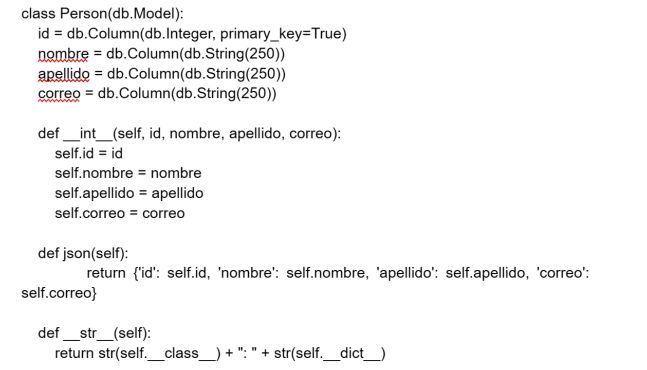 class Person(db.Model):
id = db.Column(db.Integer, primary_key=True)
nombre = db.Column(db.String(250))
apellido = db.Column(db.String(250))
correo = db.Column(db.String(250))
def __int__(self, id, nombre, apellido, correo):
self.id = id
self.nombre = nombre
self.apellido = apellido
self.correo = correo
def json(self):
return {'id': self.id, 'nombre': self.nombre, 'apellido': self.apellido, 'correo':
self.correo}
def __str__(self):
return str(self.__class__) + ": " + str(self.__dict__)